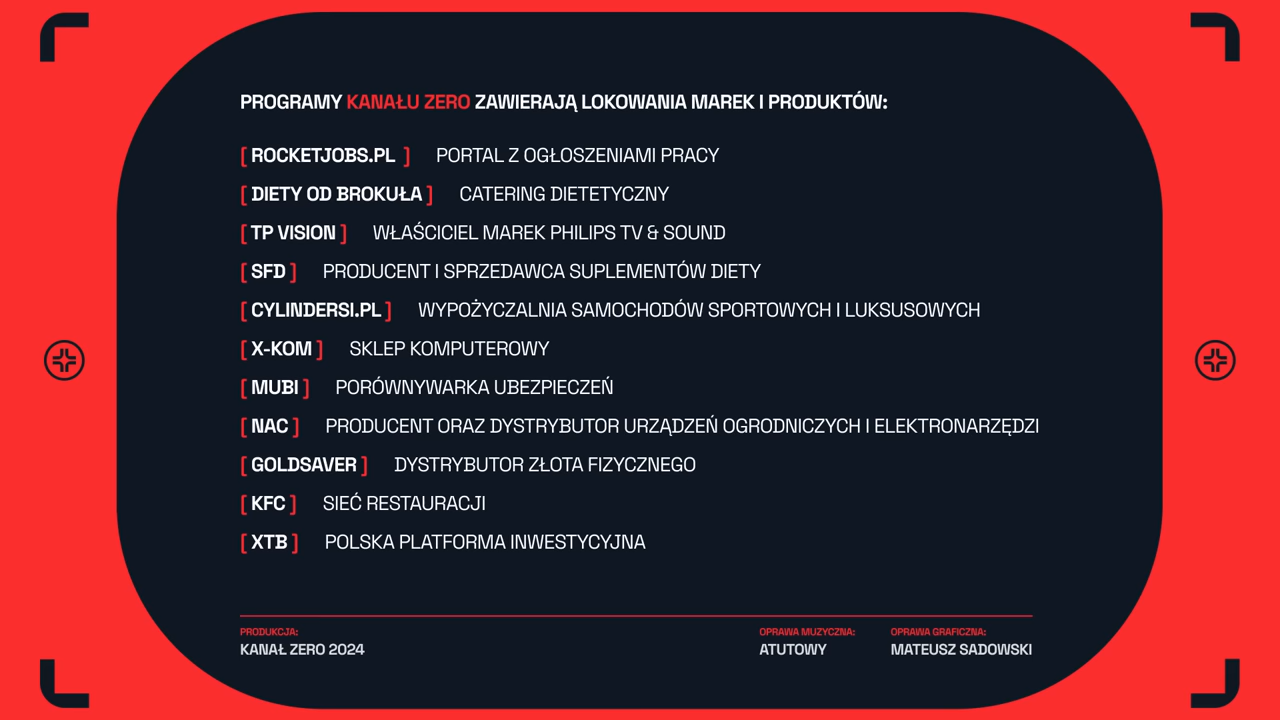 PROGRAMY KANAŁU ZERO ZAWIERAJĄ LOKOWANIA MAREK I PRODUKTÓW:
[ ROCKETJOBS.PL ] PORTAL Z OGŁOSZENIAMI PRACY
[ DIETY OD BROKUŁA ] CATERING DIETETYCZNY
[ TP VISION ] WŁAŚCICIEL MAREK PHILIPS TV & SOUND
[ SFD ] PRODUCENT I SPRZEDAWCA SUPLEMENTÓW DIETY
[ CYLINDERSI.PL ] WYPOŻYCZALNIA SAMOCHODÓW SPORTOWYCH I LUKSUSOWYCH
[ X-KOM ] SKLEP KOMPUTEROWY
[ MUBI ] PORÓWNYWARKA UBEZPIECZEŃ
[ NAC ] PRODUCENT ORAZ DYSTRYBUTOR URZĄDZEŃ OGRODNICZYCH I ELEKTRONARZĘDZI
[ GOLDSAVER ] DYSTRYBUTOR ZŁOTA FIZYCZNEGO
[ KFC ] SIEĆ RESTAURACJI
[ XTB ] POLSKA PLATFORMA INWESTYCYJNA
PRODUKCJA: OPRAWA MUZYCZNA: OPRAWA GRAFICZNA:
KANAŁ ZERO 2024 ATUTOWY MATEUSZ SADOWSKI